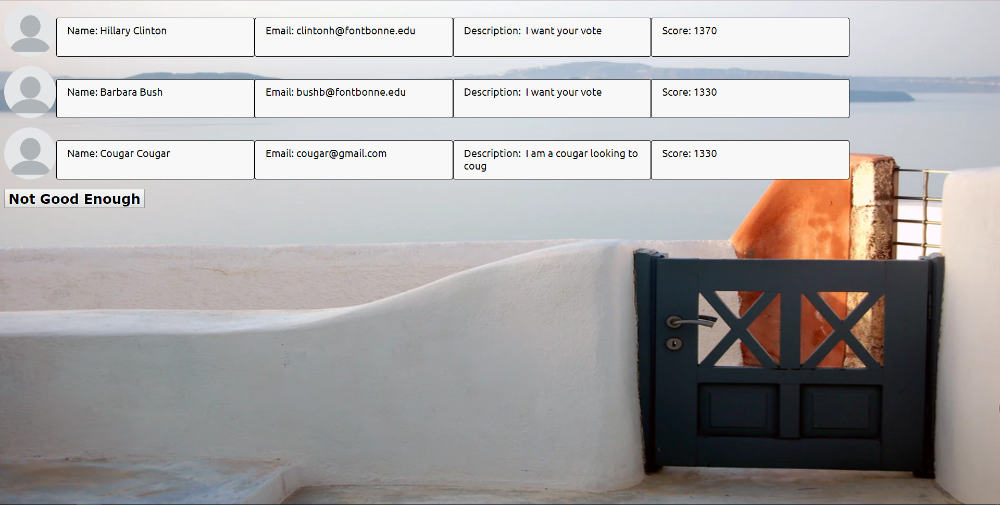 Name: Hillary Clinton
Email: clintonh@fontbonne.edu
Description:  I want your vote
Score: 1370
Name: Barbara Bush
Email: bushb@fontbonne.edu
Description:  I want your vote
Score: 1330
Name: Cougar Cougar
Email: cougar@gmail.com
Description:  I am a cougar looking to
coug
Score: 1330
Not Good Enough